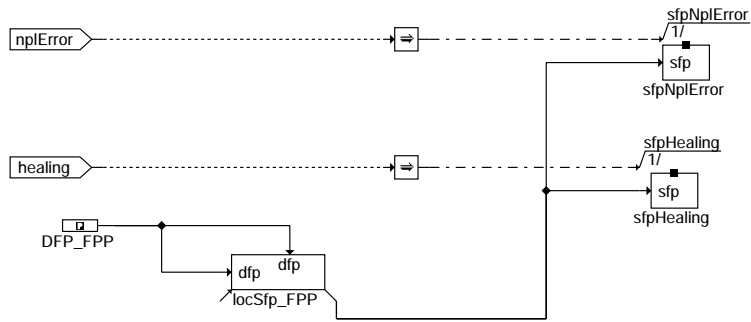 sfpNplError
1/
nplError
sfp
sfpNplError
sfpHealing
1/
healing
sfp
sfpHealing
DFP_FPP
dfp
dfp
locSfp_FPP